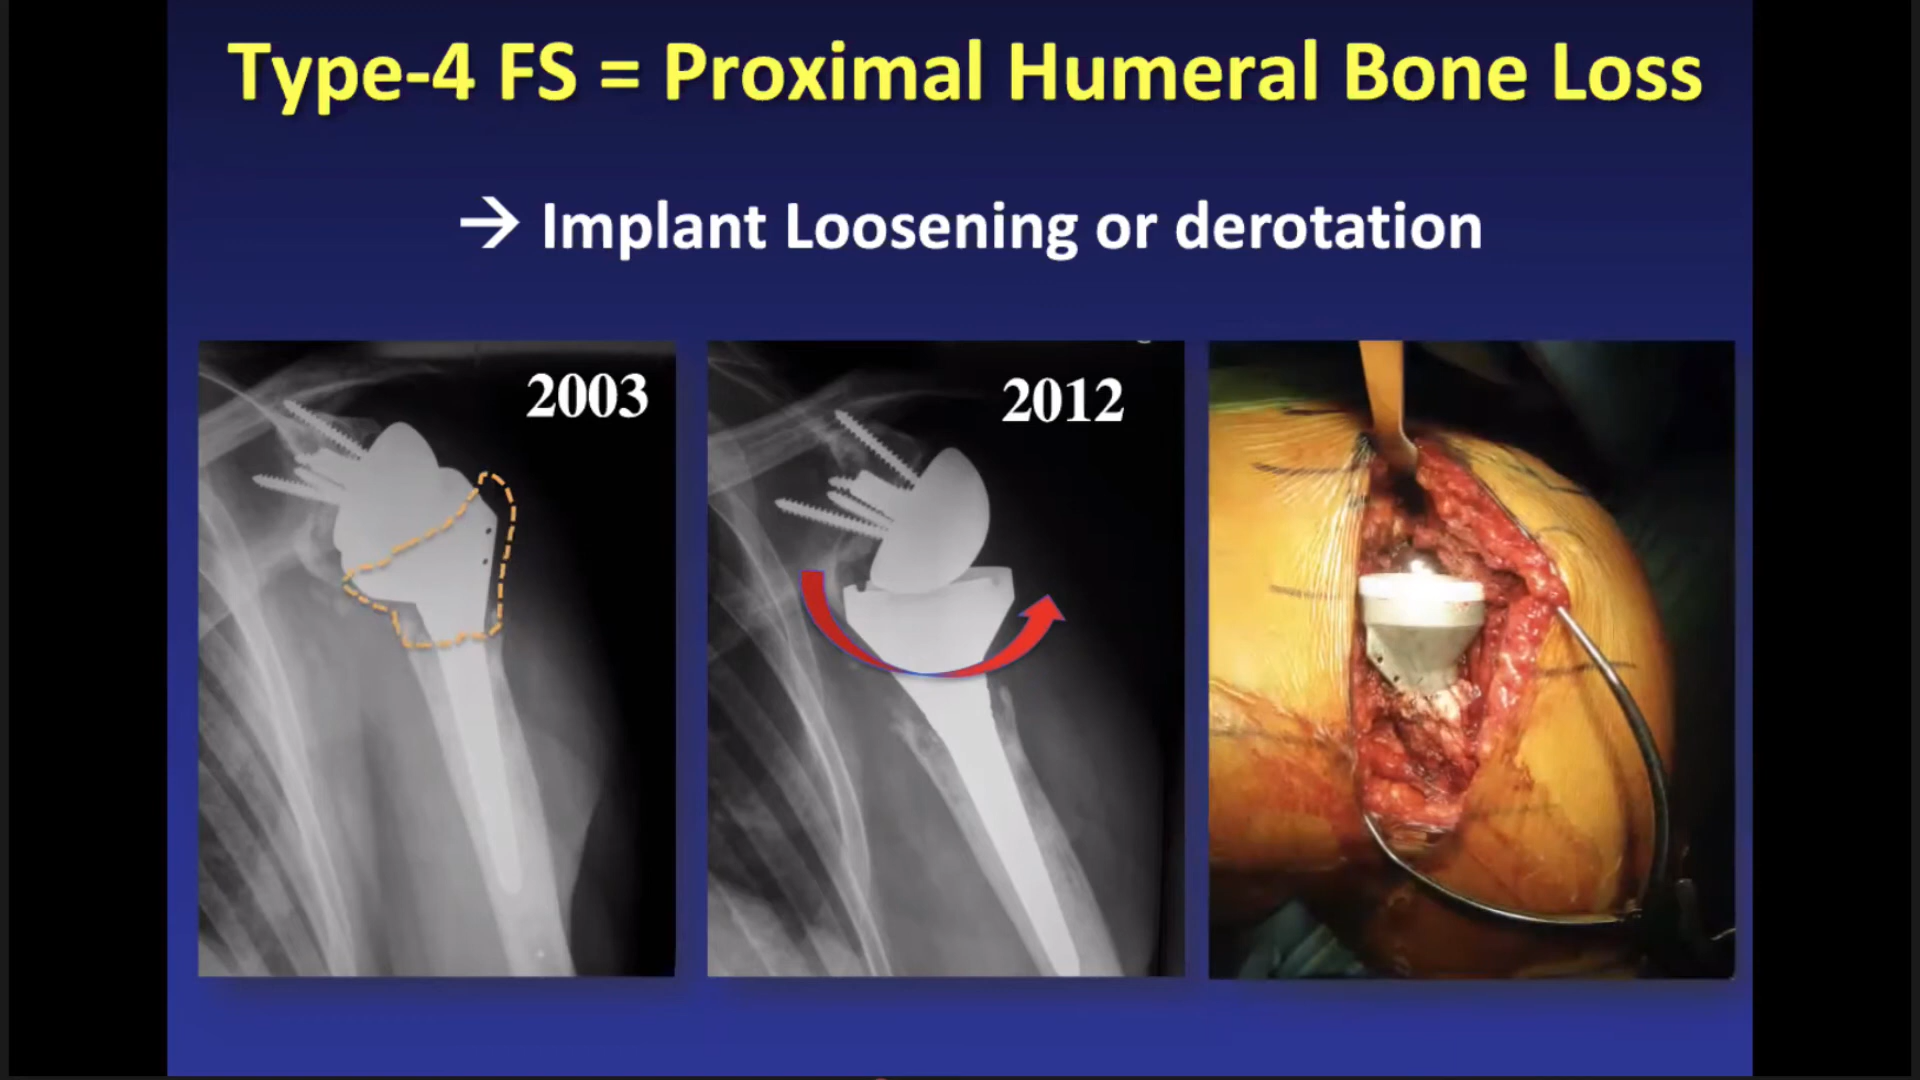 Type-4 FS = Proximal Humeral Bone Loss
→ Implant Loosening or derotation
2003
2012